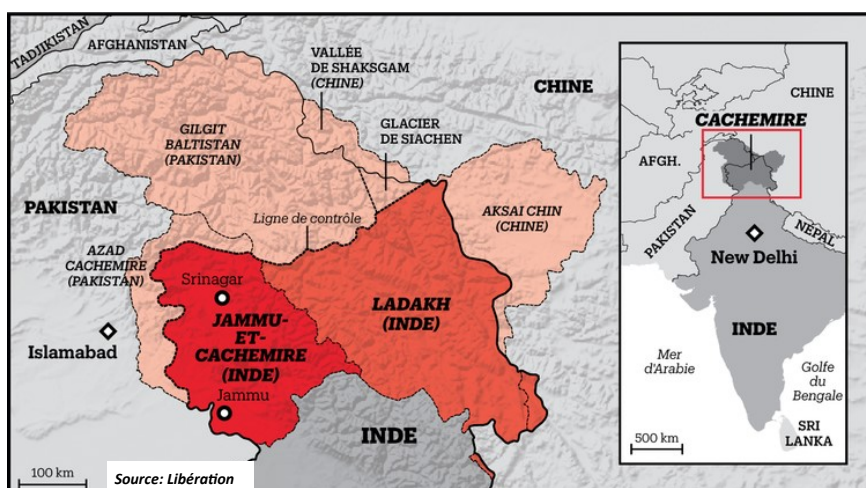 TADJIKISTAN
AFGHANISTAN
VALLÉE
DE SHAKSGAM
(CHINE)
CHINE
GILGIT
BALTISTAN
(PAKISTAN)
GLACIER
DE SIACHEN
PAKISTAN
Ligne de contrôle
AKSAI CHIN
(CHINE)
AZAD
CACHEMIRE
(PAKISTAN)
Srinagar
LADAKH
(INDE)
JAMMU-
ET-
CACHEMIRE
(INDE)
Islamabad
Jammu
INDE
100 km
Source: Libération
CHINE
CACHEMIRE
AFGH.
PAKISTAN
NÉPAL
New Delhi
INDE
Mer
d'Arabie
Golfe
du
Bengale
SRI
LANKA
500 km